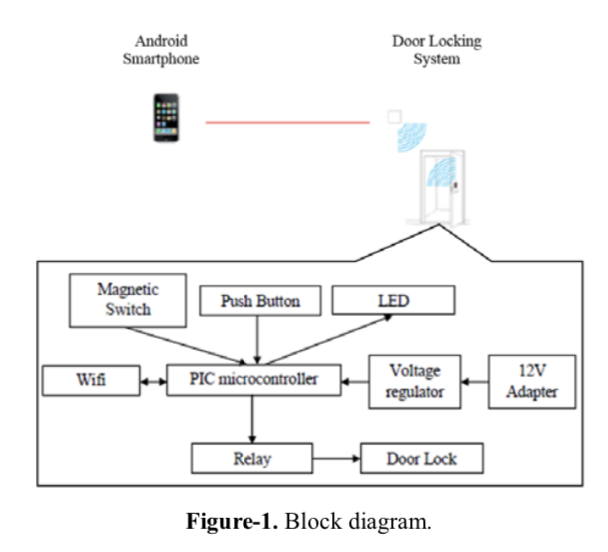 Android
Smartphone
Door Locking
System
Magnetic
Switch
Push Button
LED
Wifi
PIC microcontroller
Voltage
regulator
12V
Adapter
Relay
Door Lock
Figure-1. Block diagram.